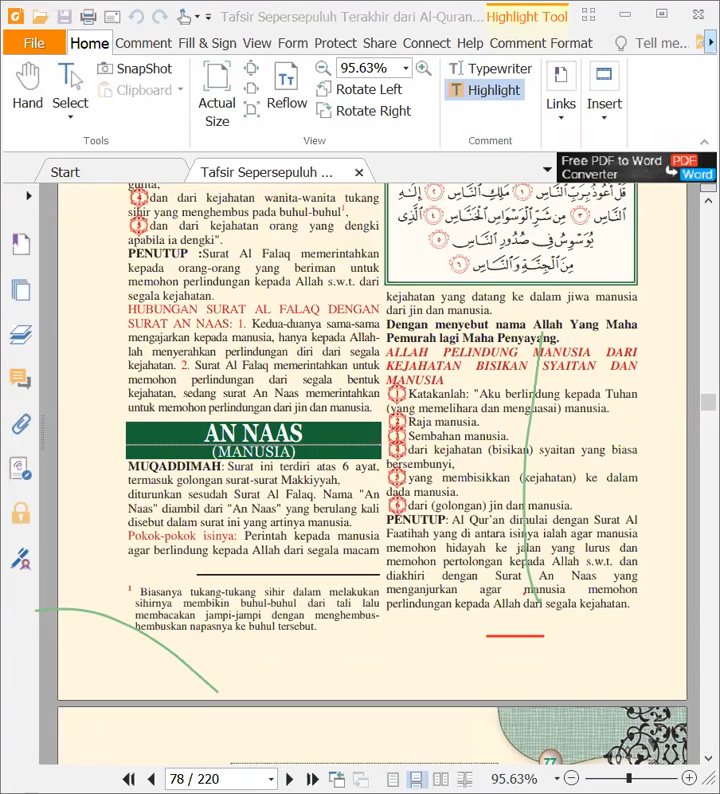 Tafsir Sepersepuluh Terakhir dari Al-Quran...
Highlight Tool
File
Home
Comment
Fill & Sign
View
Form
Protect
Share
Connect
Help
Comment Format
Tell me...
Hand
Select
SnapShot
Clipboard
Tools
Actual
Size
Reflow
95.63%
Rotate Left
Rotate Right
View
Typewriter
Highlight
Comment
Links
Insert
Start
Tafsir Sepersepuluh ...
Free PDF to Word
Converter
PDF
Word
4 dan dari kejahatan wanita-wanita tukang
sihir yang menghembus pada buhul-buhul1,
5 dan dari kejahatan orang yang dengki
apabila ia dengki".
PENUTUP :Surat Al Falaq memerintahkan
kepada orang-orang yang beriman untuk
memohon perlindungan kepada Allah s.w.t. dari
segala kejahatan.
HUBUNGAN SURAT AL FALAQ DENGAN
SURAT AN NAAS: 1. Kedua-duanya sama-sama
mengajarkan kepada manusia, hanya kepada Allah-
lah menyerahkan perlindungan diri dari segala
kejahatan. 2. Surat Al Falaq memerintahkan untuk
memohon perlindungan dari segala bentuk
kejahatan, sedang surat An Naas memerintahkan
untuk memohon perlindungan dari jin dan manusia.
AN NAAS
(MANUSIA)
MUQADDIMAH: Surat ini terdiri atas 6 ayat,
termasuk golongan surat-surat Makkiyyah,
diturunkan sesudah Surat Al Falaq. Nama "An
Naas" diambil dari "An Naas" yang berulang kali
disebut dalam surat ini yang artinya manusia.
Pokok-pokok isinya: Perintah kepada manusia
agar berlindung kepada Allah dari segala macam
1 Biasanya tukang-tukang sihir dalam melakukan
sihirnya membikin buhul-buhul dari tali lalu
membacakan jampi-jampi dengan menghembus-
hembuskan napasnya ke buhul tersebut.
قُلْ أَعُوذُ بِرَبِّ النَّاسِ ١ مَلِكِ النَّاسِ ٢ إِلَٰهِ
النَّاسِ ٣ مِن شَرِّ الْوَسْوَاسِ الْخَنَّاسِ ٤ الَّذِي
يُوَسْوِسُ فِي صُدُورِ النَّاسِ ٥
مِنَ الْجِنَّةِ وَالنَّاسِ ٦
kejahatan yang datang ke dalam jiwa manusia
dari jin dan manusia.
Dengan menyebut nama Allah Yang Maha
Pemurah lagi Maha Penyayang.
ALLAH PELINDUNG MANUSIA DARI
KEJAHATAN BISIKAN SYAITAN DAN
MANUSIA
1 Katakanlah: "Aku berlindung kepada Tuhan
(yang memelihara dan menguasai) manusia.
2 Raja manusia.
3 Sembahan manusia.
4 dari kejahatan (bisikan) syaitan yang biasa
bersembunyi,
5 yang membisikkan (kejahatan) ke dalam
dada manusia.
6 dari (golongan) jin dan manusia.
PENUTUP: Al Qur'an dimulai dengan Surat Al
Faatihah yang di antara isinya ialah agar manusia
memohon hidayah ke jalan yang lurus dan
memohon pertolongan kepada Allah s.w.t. dan
diakhiri dengan Surat An Naas yang
menganjurkan agar manusia memohon
perlindungan kepada Allah dari segala kejahatan.
77
78 / 220
95.63%